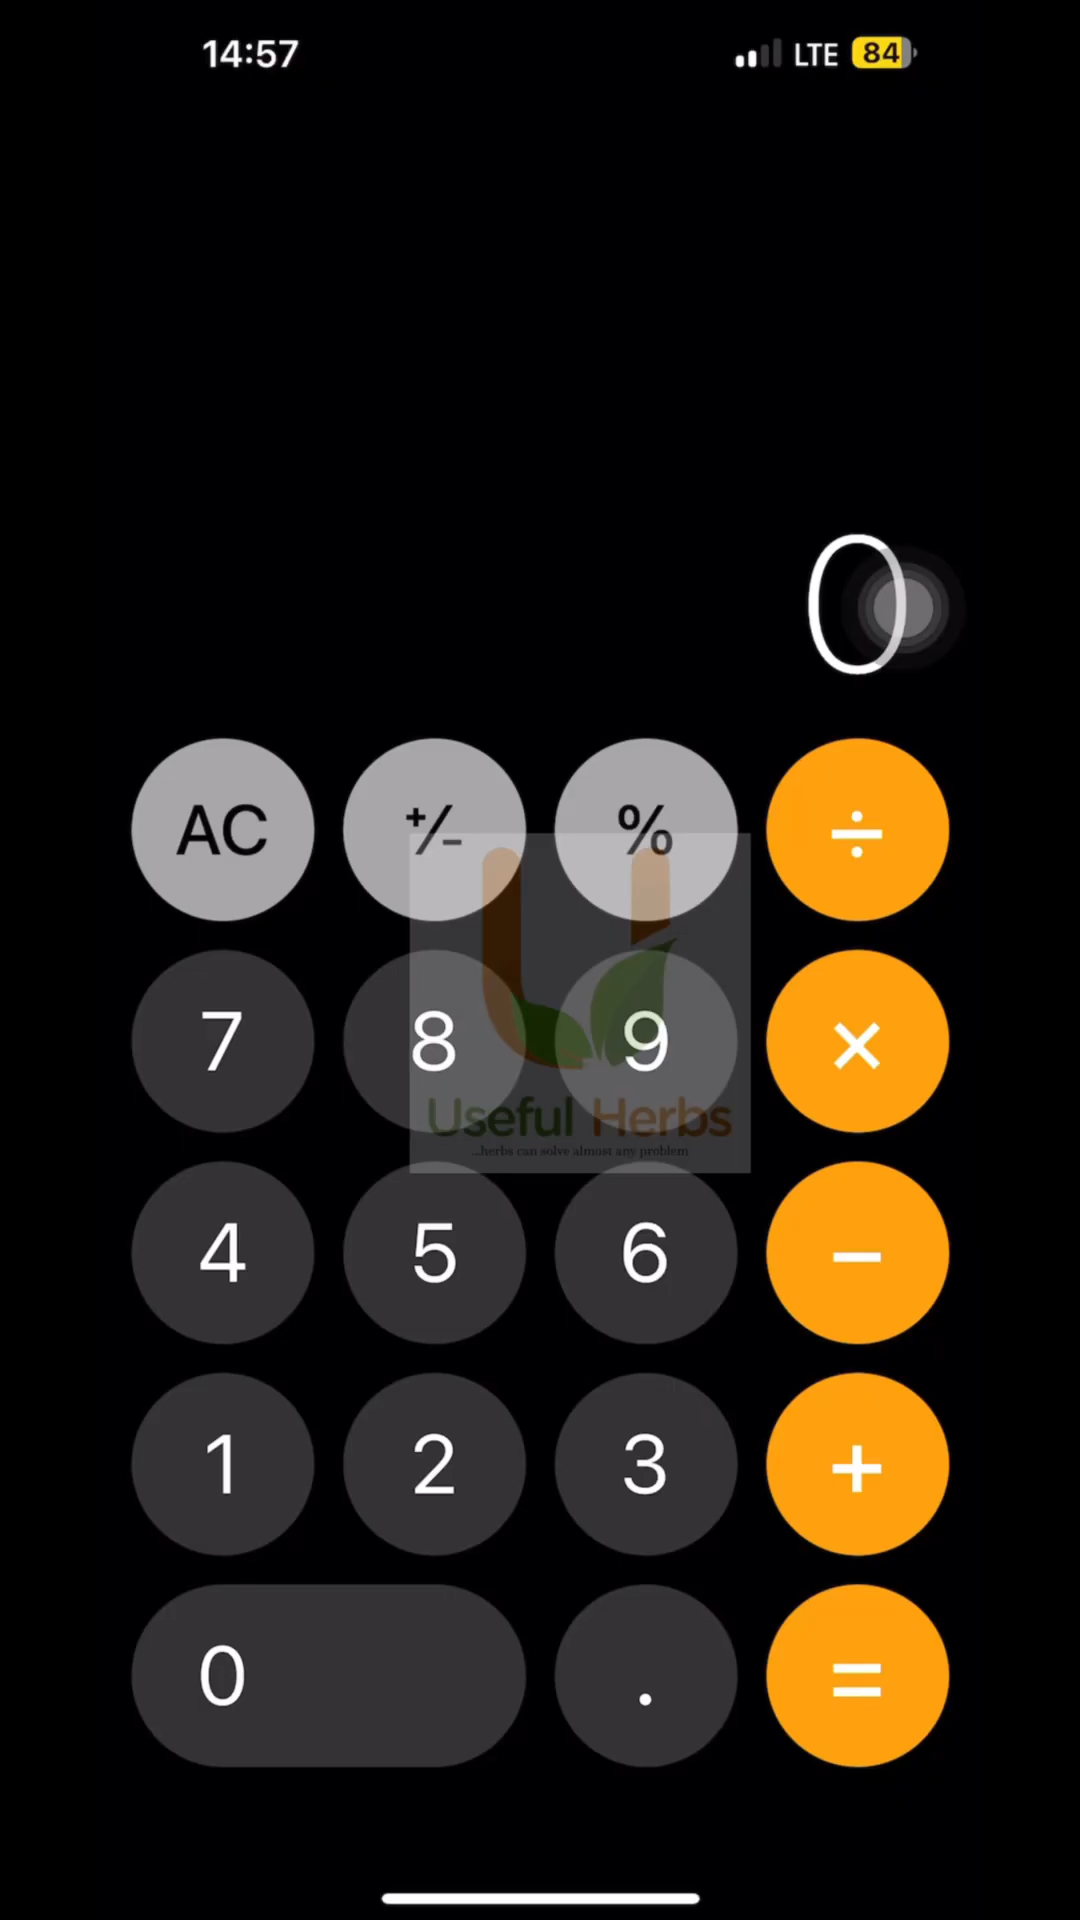 14:57 LTE 84
0
AC +/- % ÷
7 8 9 ×
4 5 6 −
1 2 3 +
0 . =
Useful Herbs
...herbs can solve almost any problem